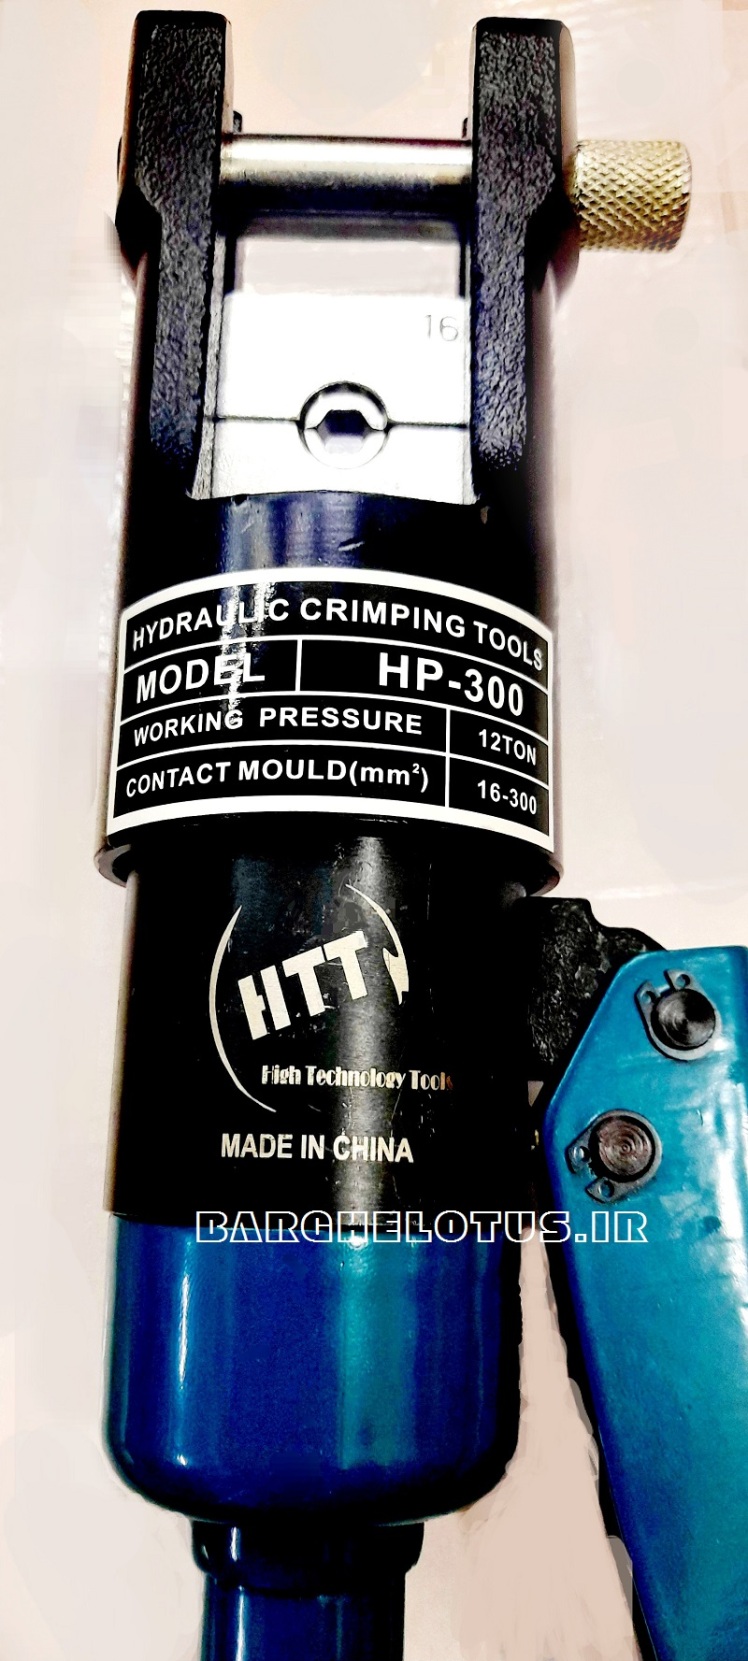 16
HYDRAULIC CRIMPING TOOLS
MODEL HP-300
WORKING PRESSURE 12TON
CONTACT MOULD(mm²) 16-300
HTT
High Technology Tools
MADE IN CHINA
BARGHELOTUS.IR